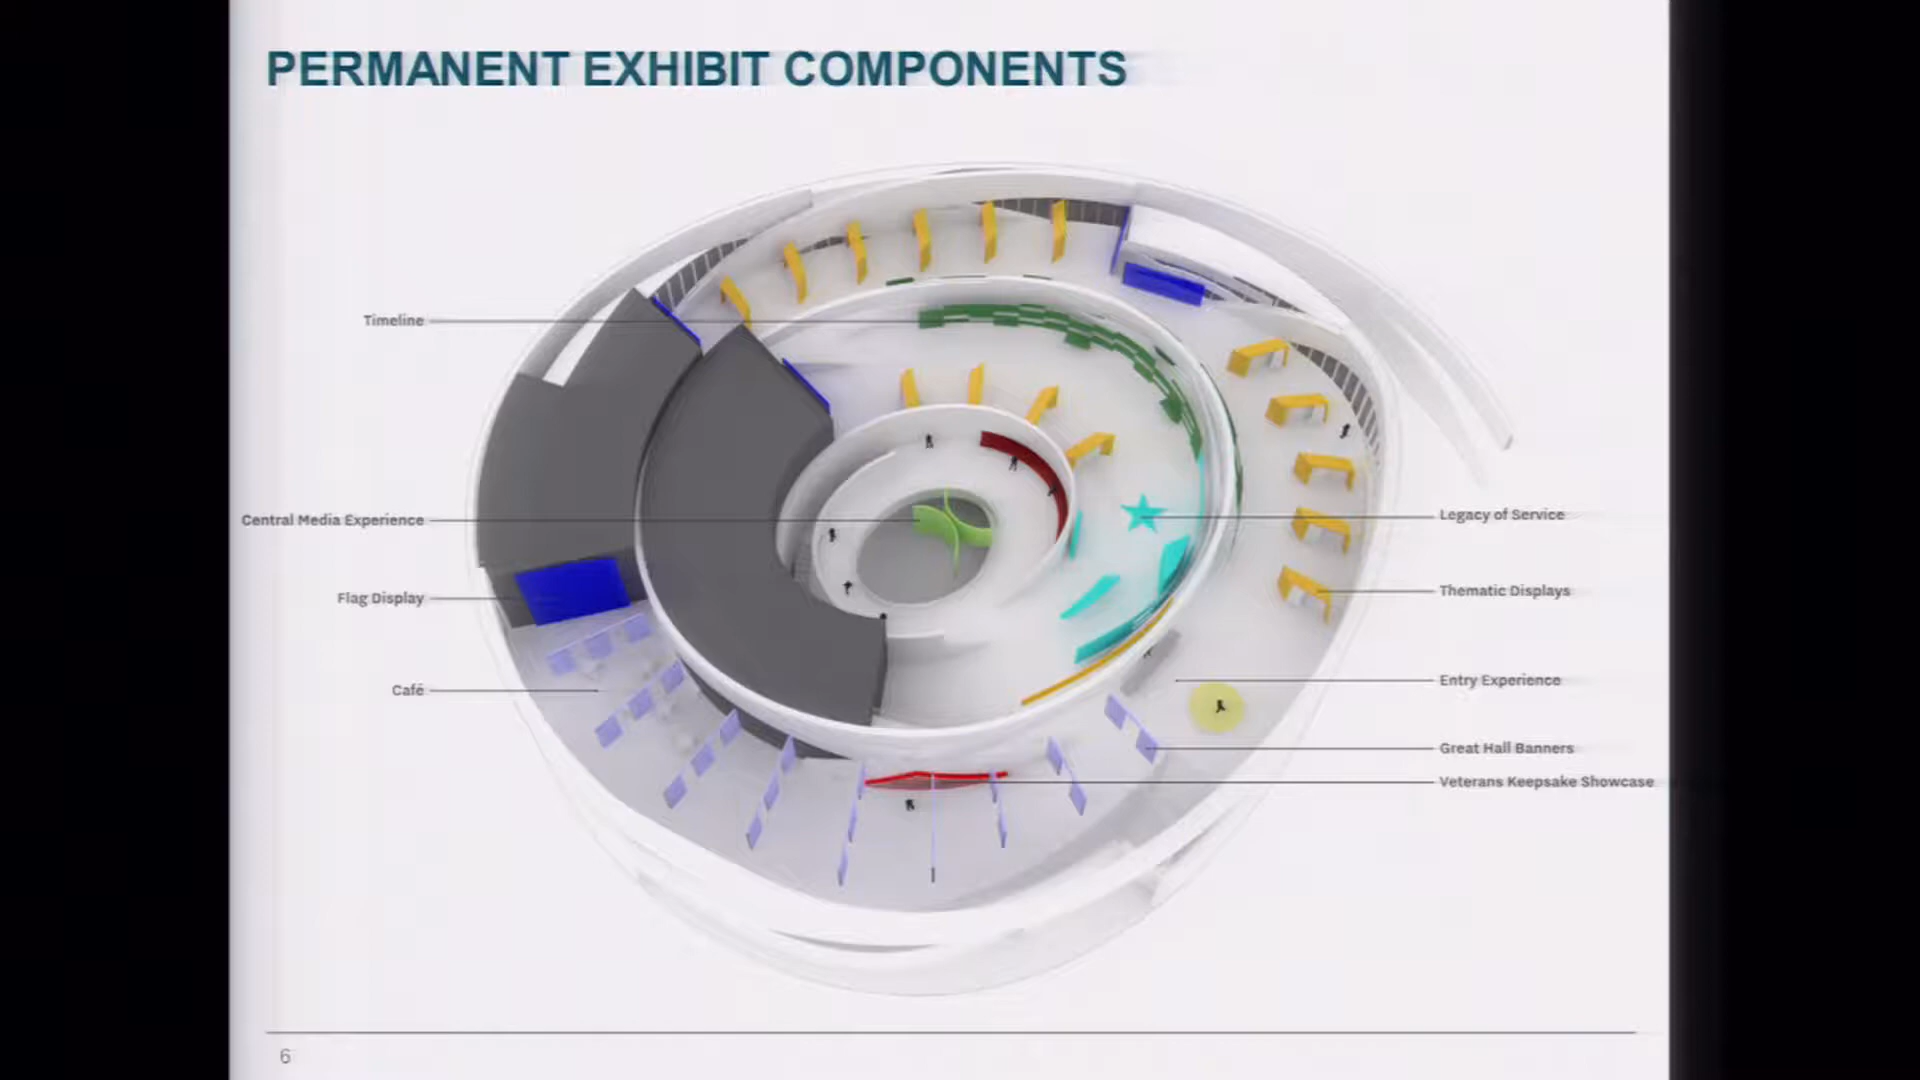 PERMANENT EXHIBIT COMPONENTS
Timeline
Central Media Experience
Flag Display
Café
Legacy of Service
Thematic Displays
Entry Experience
Great Hall Banners
Veterans Keepsake Showcase
6